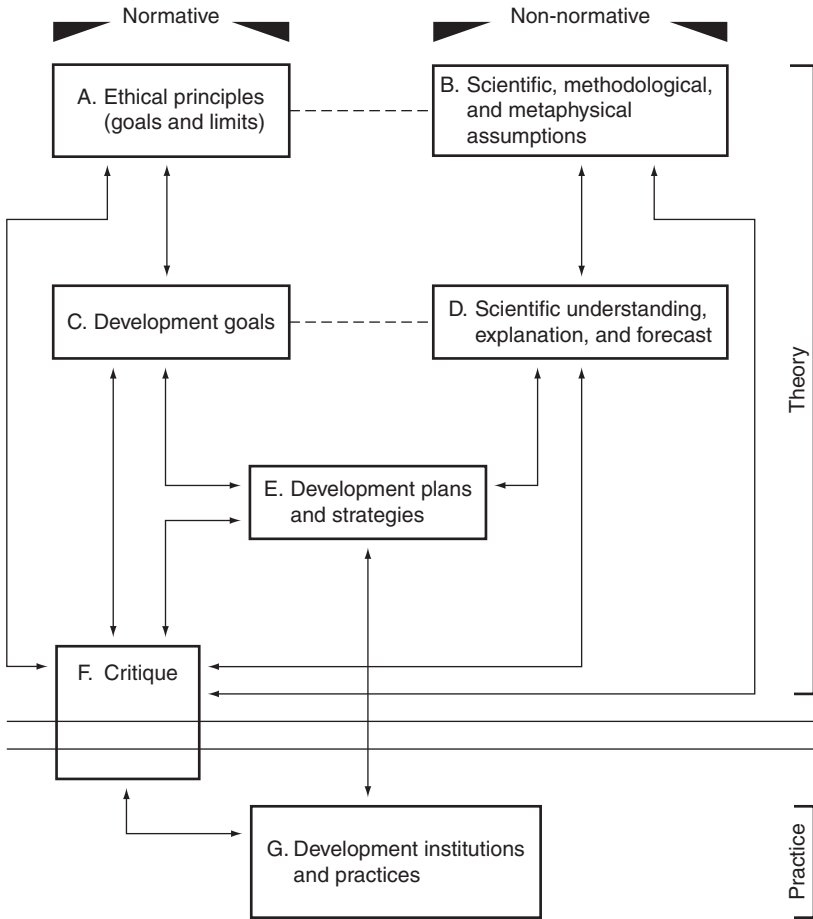 Normative
Non-normative
A. Ethical principles
(goals and limits)
B. Scientific, methodological,
and metaphysical
assumptions
C. Development goals
D. Scientific understanding,
explanation, and forecast
Theory
E. Development plans
and strategies
F. Critique
G. Development institutions
and practices
Practice